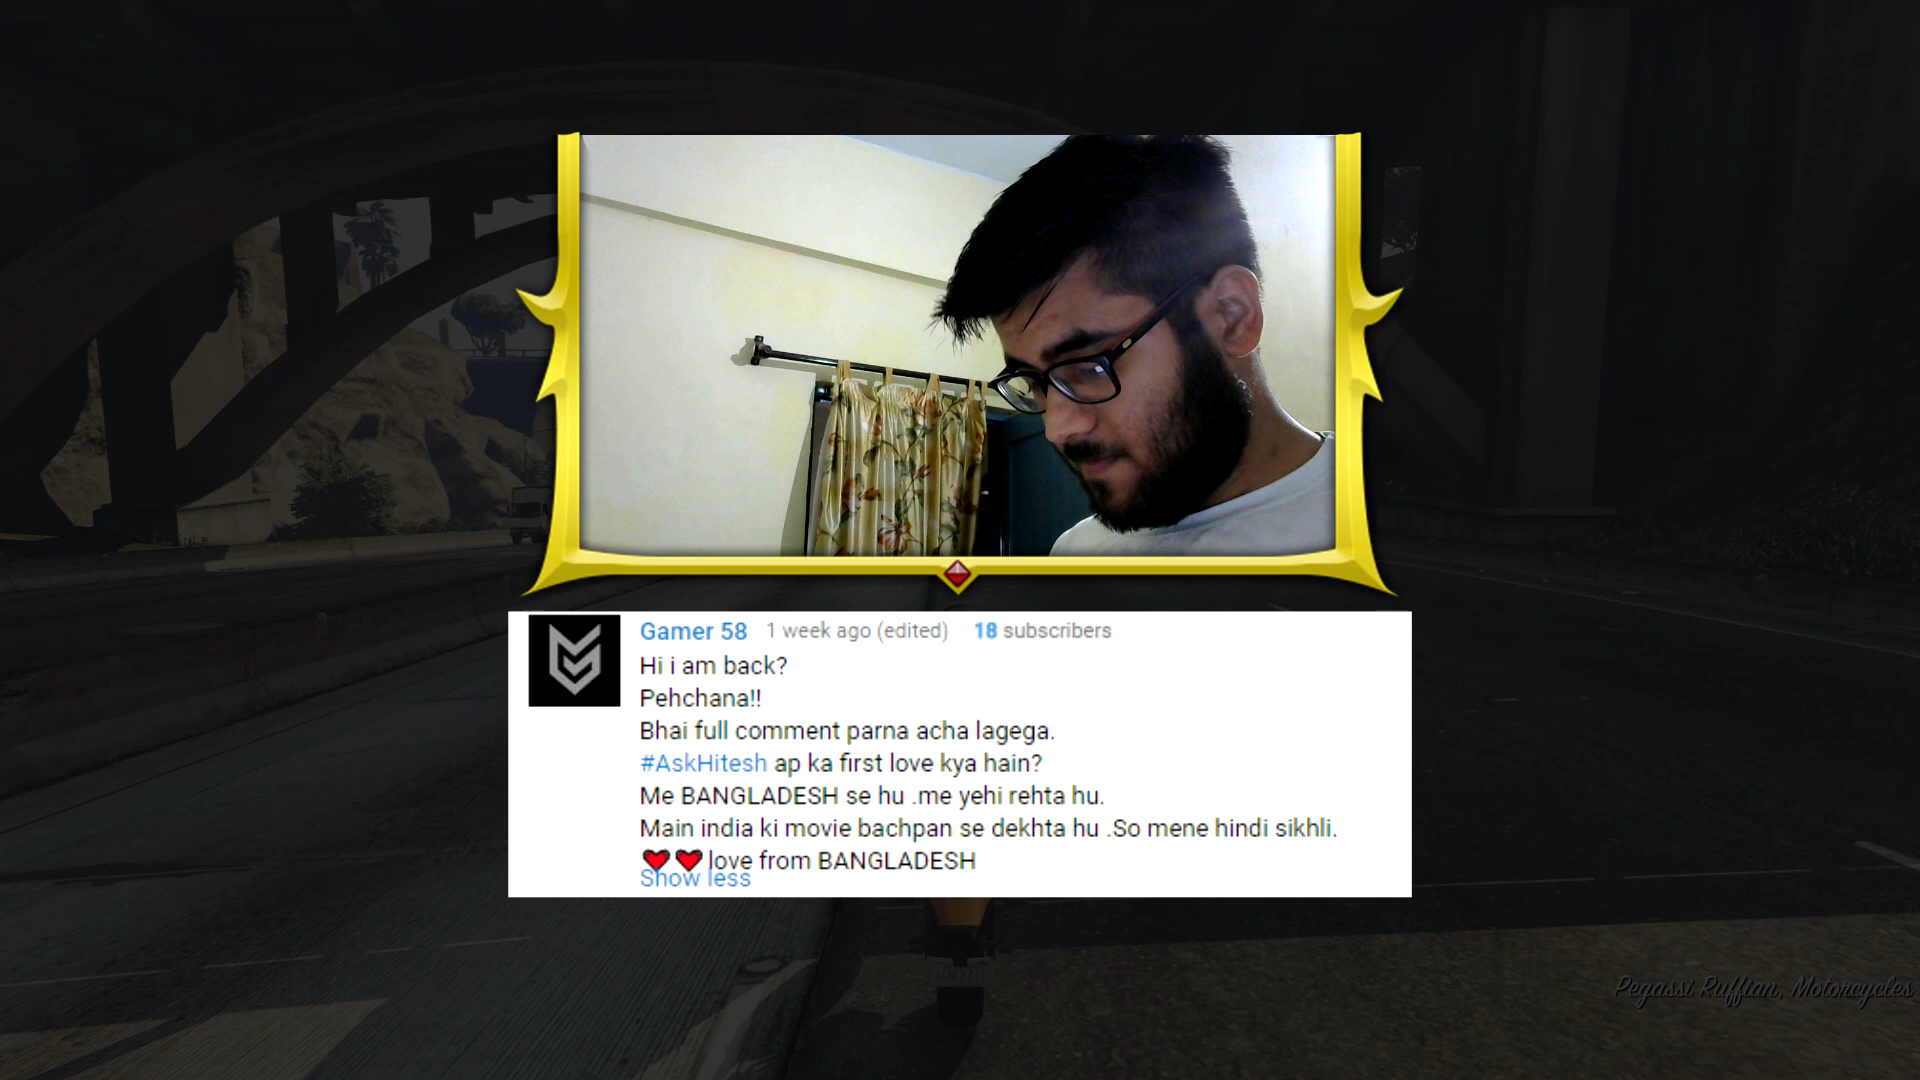 Gamer 58 1 week ago (edited) 18 subscribers
Hi i am back?
Pehchana!!
Bhai full comment parna acha lagega.
#AskHitesh ap ka first love kya hain?
Me BANGLADESH se hu .me yehi rehta hu.
Main india ki movie bachpan se dekhta hu .So mene hindi sikhli.
❤❤ love from BANGLADESH
Show less
Pegassi Ruffian, Motorcycles